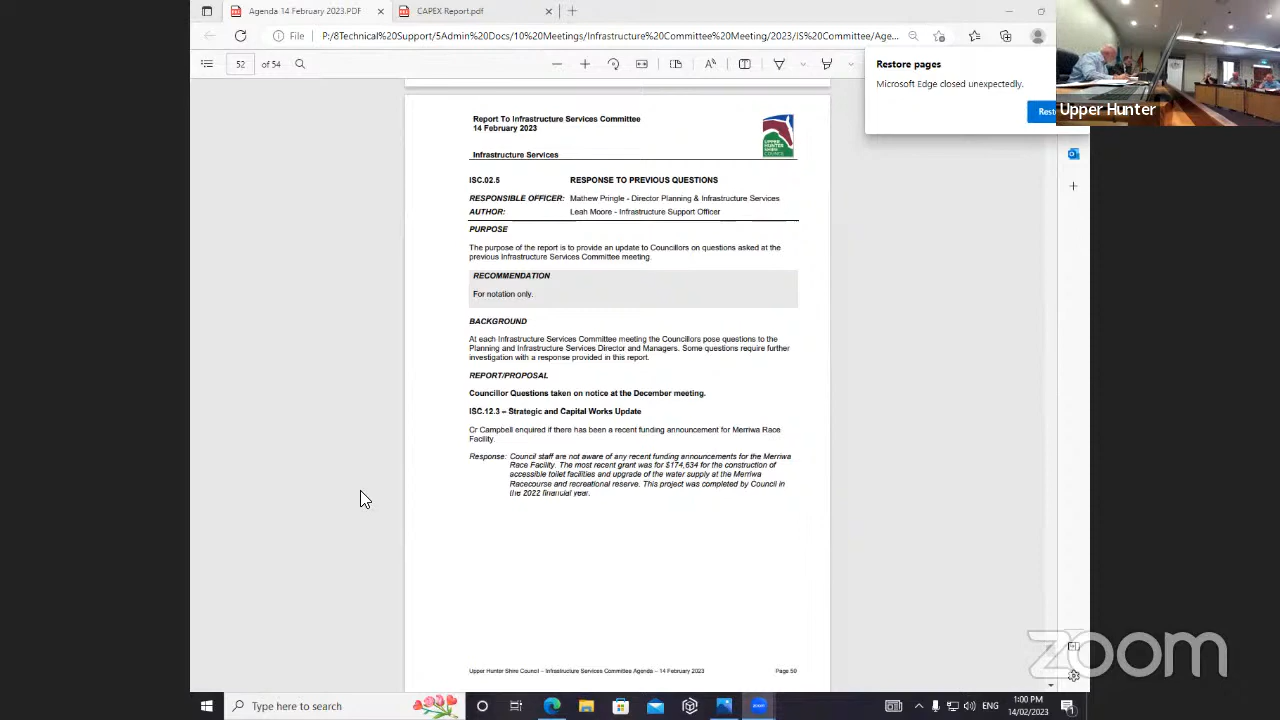 Agenda 14 February 2023.PDF
CAPEX Report.pdf
File
P:/8Technical%20Support/5Admin%20Docs/10%20Meetings/Infrastructure%20Committee%20Meeting/2023/IS%20Committee/Age...
52 of 54
Restore pages
Microsoft Edge closed unexpectedly.
Upper Hunter
Report To Infrastructure Services Committee
14 February 2023
UPPER
HUNTER
SHIRE
COUNCIL
Infrastructure Services
ISC.02.5 RESPONSE TO PREVIOUS QUESTIONS
RESPONSIBLE OFFICER: Mathew Pringle - Director Planning & Infrastructure Services
AUTHOR: Leah Moore - Infrastructure Support Officer
PURPOSE
The purpose of the report is to provide an update to Councillors on questions asked at the
previous Infrastructure Services Committee meeting.
RECOMMENDATION
For notation only.
BACKGROUND
At each Infrastructure Services Committee meeting the Councillors pose questions to the
Planning and Infrastructure Services Director and Managers. Some questions require further
investigation with a response provided in this report.
REPORT/PROPOSAL
Councillor Questions taken on notice at the December meeting.
ISC.12.3 – Strategic and Capital Works Update
Cr Campbell enquired if there has been a recent funding announcement for Merriwa Race
Facility.
Response: Council staff are not aware of any recent funding announcements for the Merriwa
Race Facility. The most recent grant was for $174,634 for the construction of
accessible toilet facilities and upgrade of the water supply at the Merriwa
Racecourse and recreational reserve. This project was completed by Council in
the 2022 financial year.
Upper Hunter Shire Council – Infrastructure Services Committee Agenda – 14 February 2023 Page 50
zoom
Type here to search
zoom
ENG
1:00 PM
14/02/2023
1